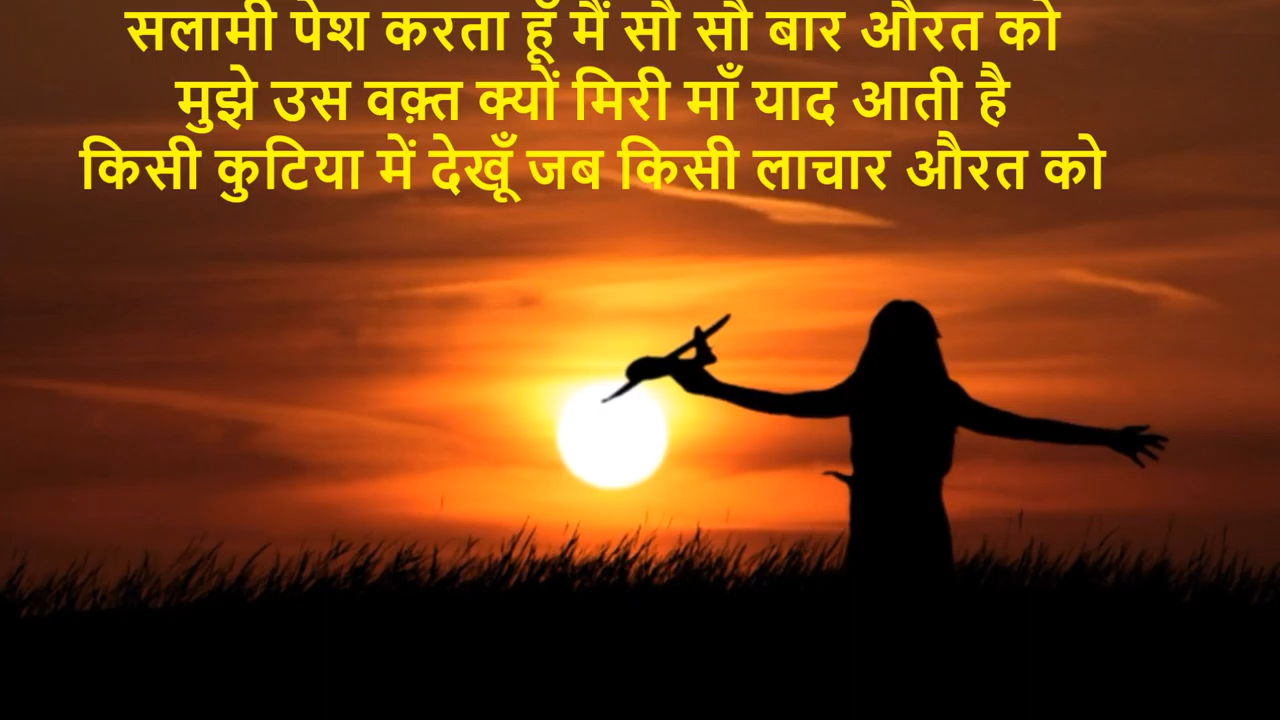 सलामी पेश करता हूँ मैं सौ सौ बार औरत को
मुझे उस वक़्त क्यों मिरी माँ याद आती है
किसी कुटिया में देखूँ जब किसी लाचार औरत को